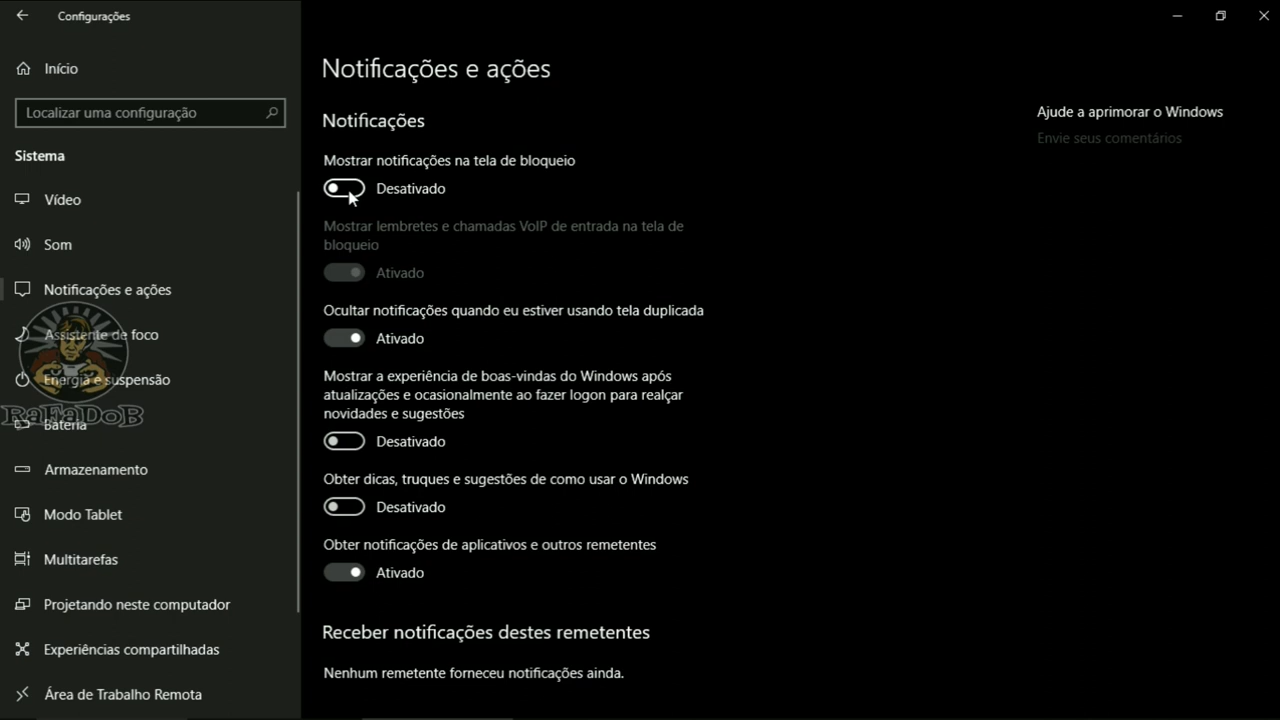 Configurações
Início
Localizar uma configuração
Sistema
Vídeo
Som
Notificações e ações
Assistente de foco
Energia e suspensão
Bateria
RaFaDoB
Armazenamento
Modo Tablet
Multitarefas
Projetando neste computador
Experiências compartilhadas
Área de Trabalho Remota
Notificações e ações
Notificações
Mostrar notificações na tela de bloqueio
Desativado
Mostrar lembretes e chamadas VoIP de entrada na tela de
bloqueio
Ativado
Ocultar notificações quando eu estiver usando tela duplicada
Ativado
Mostrar a experiência de boas-vindas do Windows após
atualizações e ocasionalmente ao fazer logon para realçar
novidades e sugestões
Desativado
Obter dicas, truques e sugestões de como usar o Windows
Desativado
Obter notificações de aplicativos e outros remetentes
Ativado
Receber notificações destes remetentes
Nenhum remetente forneceu notificações ainda.
Ajude a aprimorar o Windows
Envie seus comentários